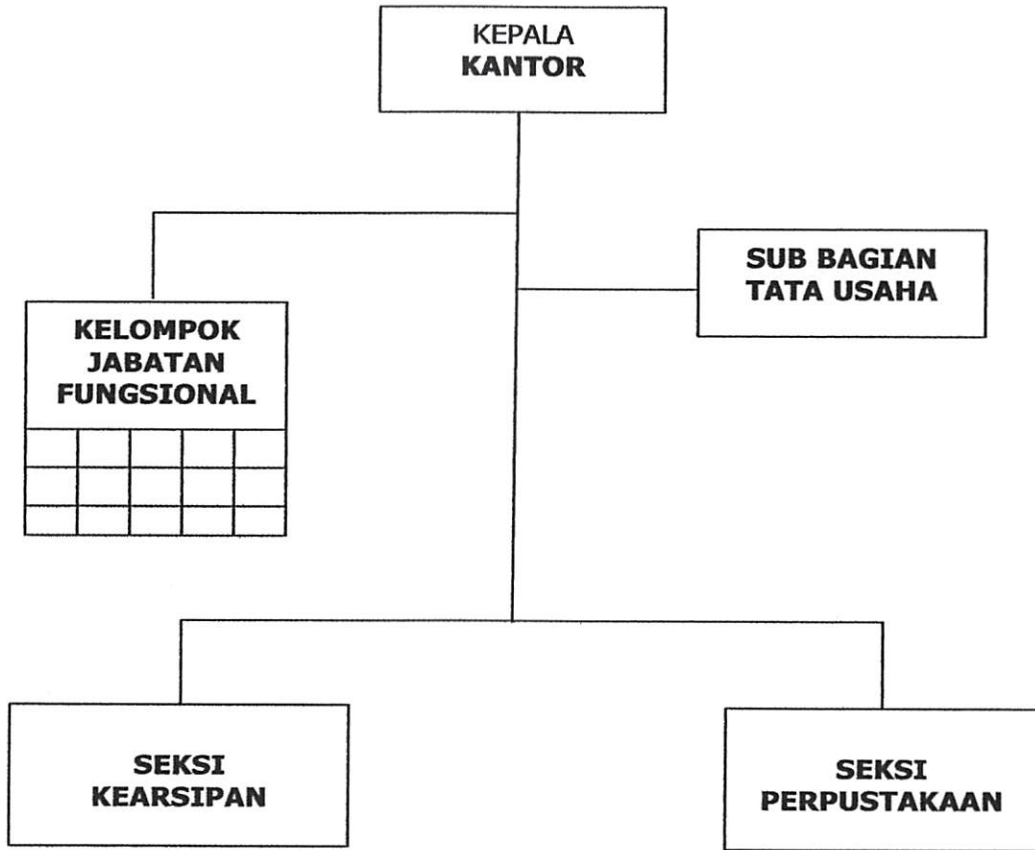 KEPALA
KANTOR
SUB BAGIAN
TATA USAHA
KELOMPOK
JABATAN
FUNGSIONAL
SEKSI
KEARSIPAN
SEKSI
PERPUSTAKAAN